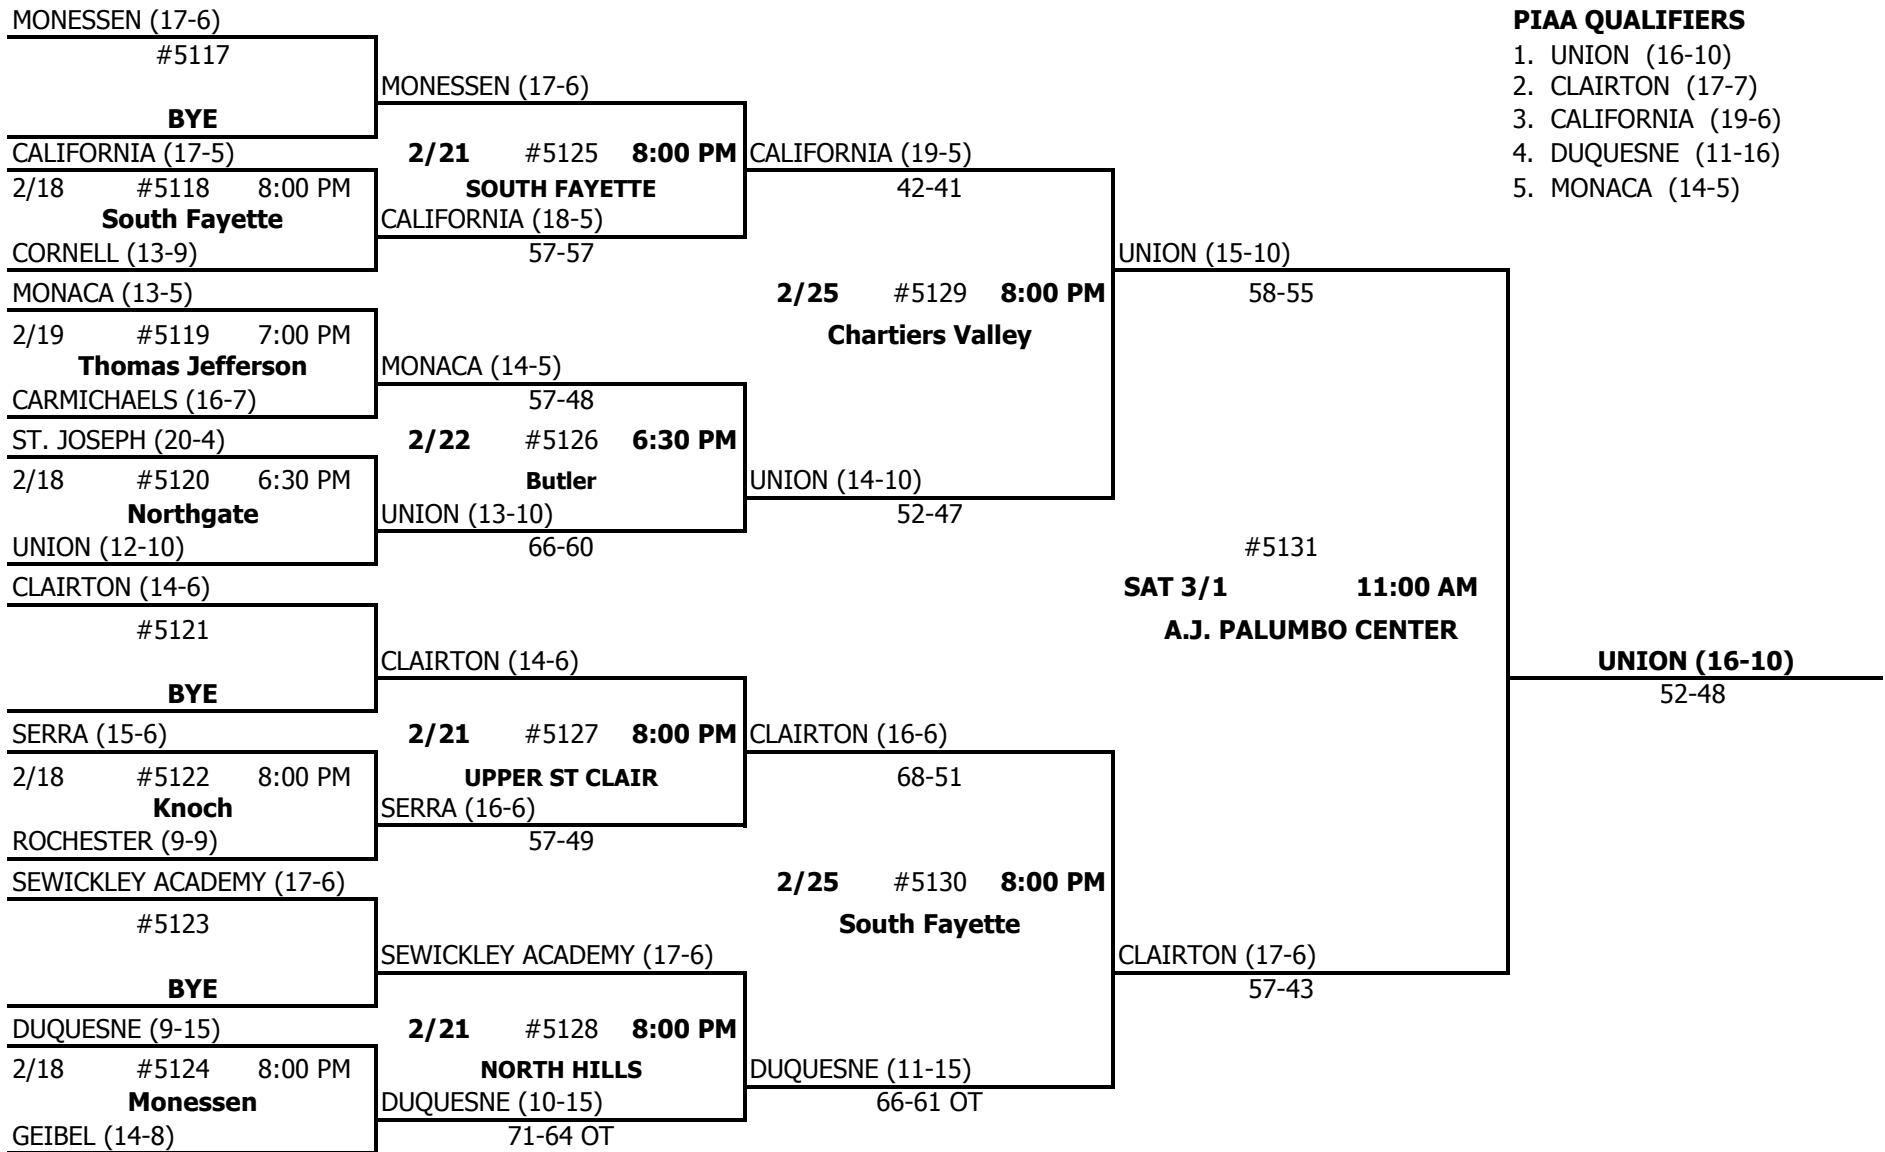 MONESSEN (17-6)
#5117
BYE
CALIFORNIA (17-5)
2/18 #5118 8:00 PM
South Fayette
CORNELL (13-9)
MONACA (13-5)
2/19 #5119 7:00 PM
Thomas Jefferson
CARMICHAELS (16-7)
ST. JOSEPH (20-4)
2/18 #5120 6:30 PM
Northgate
UNION (12-10)
CLAIRTON (14-6)
#5121
BYE
SERRA (15-6)
2/18 #5122 8:00 PM
Knoch
ROCHESTER (9-9)
SEWICKLEY ACADEMY (17-6)
#5123
BYE
DUQUESNE (9-15)
2/18 #5124 8:00 PM
Monessen
GEIBEL (14-8)
MONESSEN (17-6)
2/21 #5125 8:00 PM
SOUTH FAYETTE
CALIFORNIA (18-5)
57-57
MONACA (14-5)
57-48
2/22 #5126 6:30 PM
Butler
UNION (13-10)
66-60
CLAIRTON (14-6)
2/21 #5127 8:00 PM
UPPER ST CLAIR
SERRA (16-6)
57-49
SEWICKLEY ACADEMY (17-6)
2/21 #5128 8:00 PM
NORTH HILLS
DUQUESNE (10-15)
71-64 OT
CALIFORNIA (19-5)
42-41
2/25 #5129 8:00 PM
Chartiers Valley
UNION (14-10)
52-47
CLAIRTON (16-6)
68-51
2/25 #5130 8:00 PM
South Fayette
DUQUESNE (11-15)
66-61 OT
UNION (15-10)
58-55
#5131
SAT 3/1 11:00 AM
A.J. PALUMBO CENTER
CLAIRTON (17-6)
57-43
UNION (16-10)
52-48
PIAA QUALIFIERS
1. UNION (16-10)
2. CLAIRTON (17-7)
3. CALIFORNIA (19-6)
4. DUQUESNE (11-16)
5. MONACA (14-5)